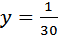 y = 1/30